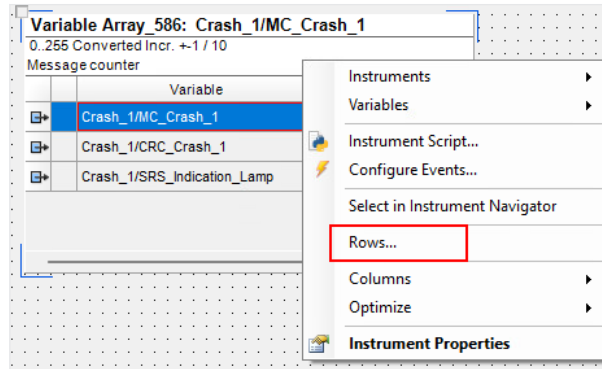 Variable Array_586: Crash_1/MC_Crash_1
0..255 Converted Incr. +-1 / 10
Message counter
Variable
Crash_1/MC_Crash_1
Crash_1/CRC_Crash_1
Crash_1/SRS_Indication_Lamp
Instruments
Variables
Instrument Script...
Configure Events...
Select in Instrument Navigator
Rows...
Columns
Optimize
Instrument Properties